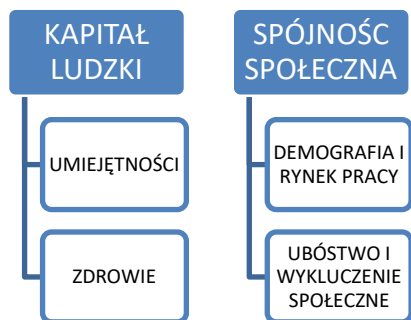 KAPITAŁ
LUDZKI
UMIEJĘTNOŚCI
ZDROWIE
SPÓJNOŚC
SPOŁECZNA
DEMOGRAFIA I
RYNEK PRACY
UBÓSTWO I
WYKLUCZENIE
SPOŁECZNE